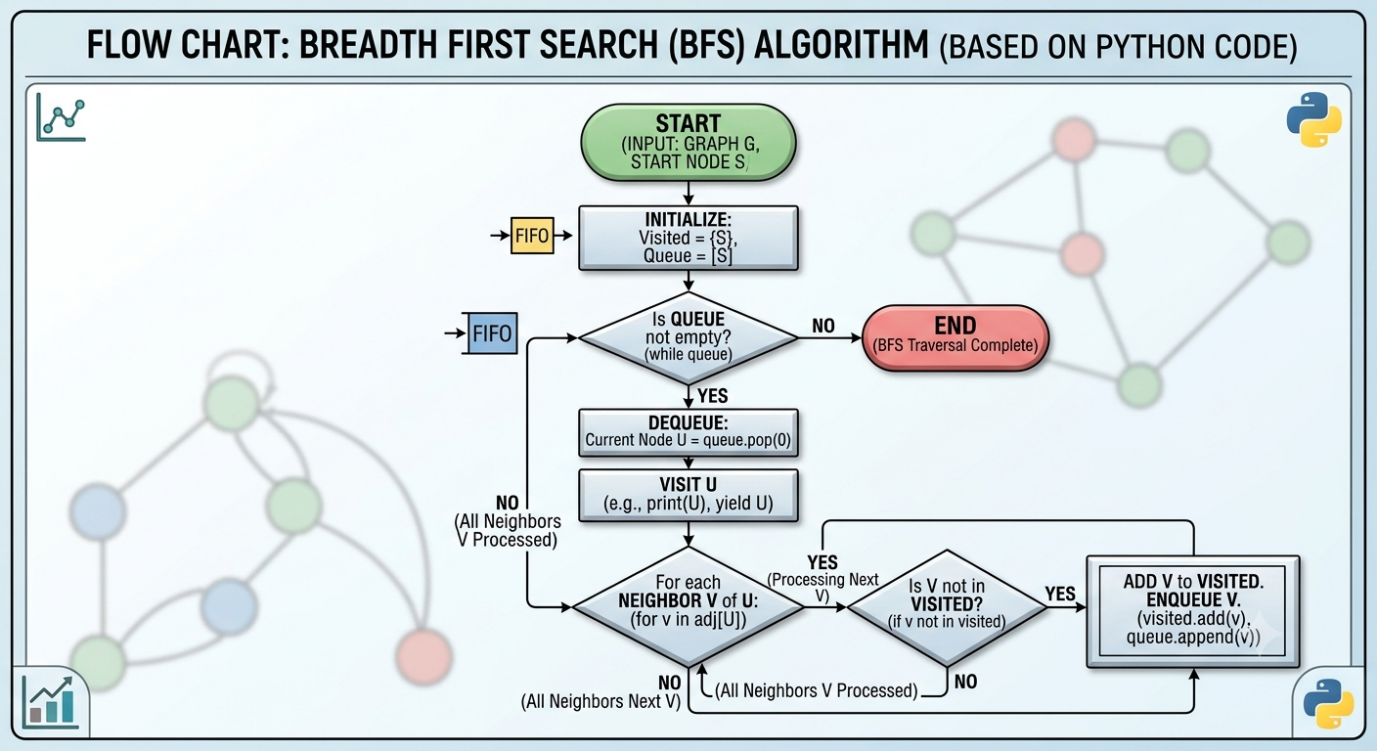 FLOW CHART: BREADTH FIRST SEARCH (BFS) ALGORITHM (BASED ON PYTHON CODE)
START
(INPUT: GRAPH G,
START NODE S)
FIFO
INITIALIZE:
Visited = {S},
Queue = [S]
FIFO
Is QUEUE
not empty?
(while queue)
NO
END
(BFS Traversal Complete)
YES
DEQUEUE:
Current Node U = queue.pop(0)
VISIT U
(e.g., print(U), yield U)
NO
(All Neighbors
V Processed)
For each
NEIGHBOR V of U:
(for v in adj[U])
YES
(Processing Next
V)
Is V not in
VISITED?
(if v not in visited)
YES
ADD V to VISITED.
ENQUEUE V.
(visited.add(v),
queue.append(v))
NO
(All Neighbors Next V)
(All Neighbors V Processed)
NO